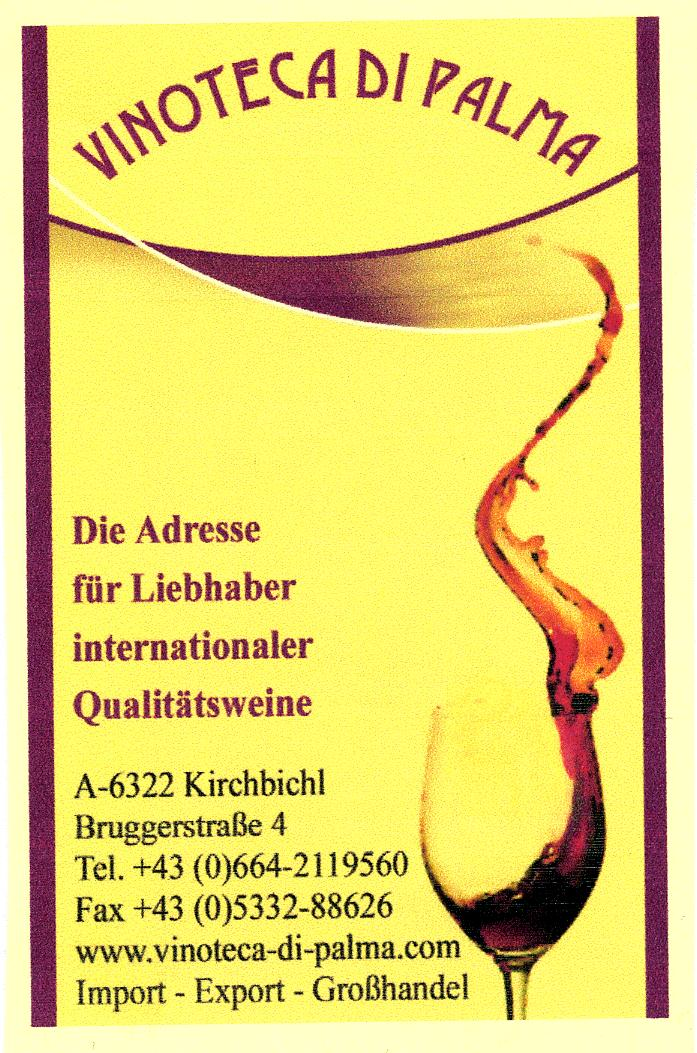 VINOTECA DI PALMA
Die Adresse
für Liebhaber
internationaler
Qualitätsweine
A-6322 Kirchbichl
Bruggerstraße 4
Tel. +43 (0)664-2119560
Fax +43 (0)5332-88626
www.vinoteca-di-palma.com
Import - Export - Großhandel